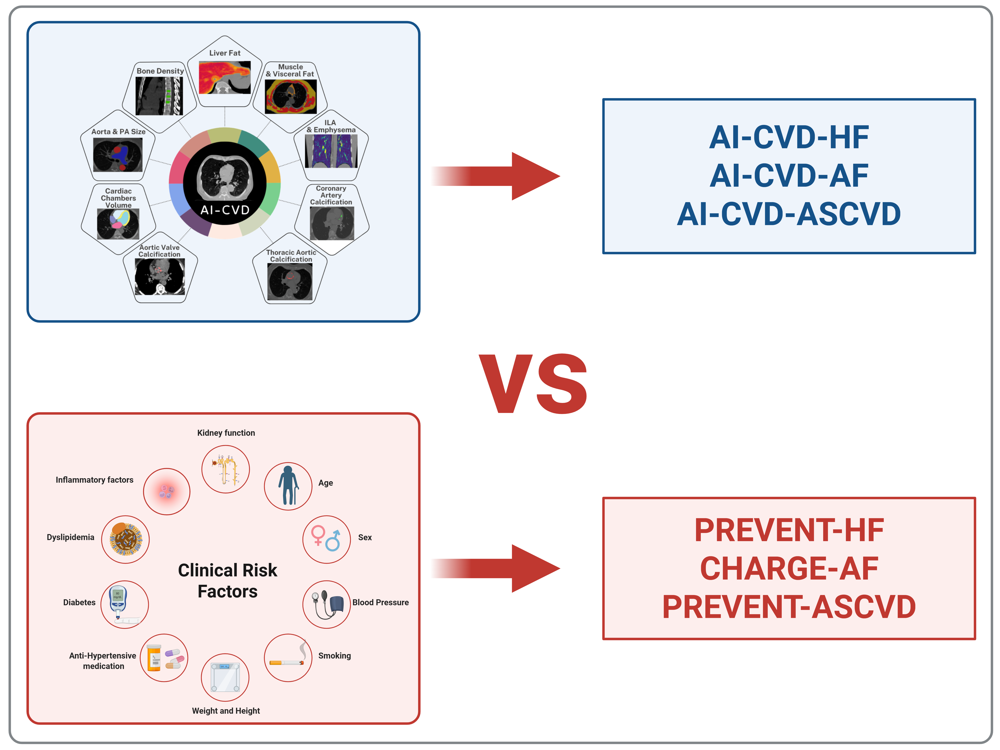 Liver Fat
Bone Density
Muscle
& Visceral Fat
Aorta & PA Size
ILA
& Emphysema
Cardiac
Chambers
Volume
Coronary
Artery
Calcification
AI-CVD
Aortic Valve
Calcification
Thoracic Aortic
Calcification
AI-CVD-HF
AI-CVD-AF
AI-CVD-ASCVD
VS
Kidney function
Inflammatory factors
Age
Dyslipidemia
Sex
Clinical Risk
Factors
Diabetes
80
mg/dL
Blood Pressure
Anti-Hypertensive
medication
Smoking
Weight and Height
PREVENT-HF
CHARGE-AF
PREVENT-ASCVD